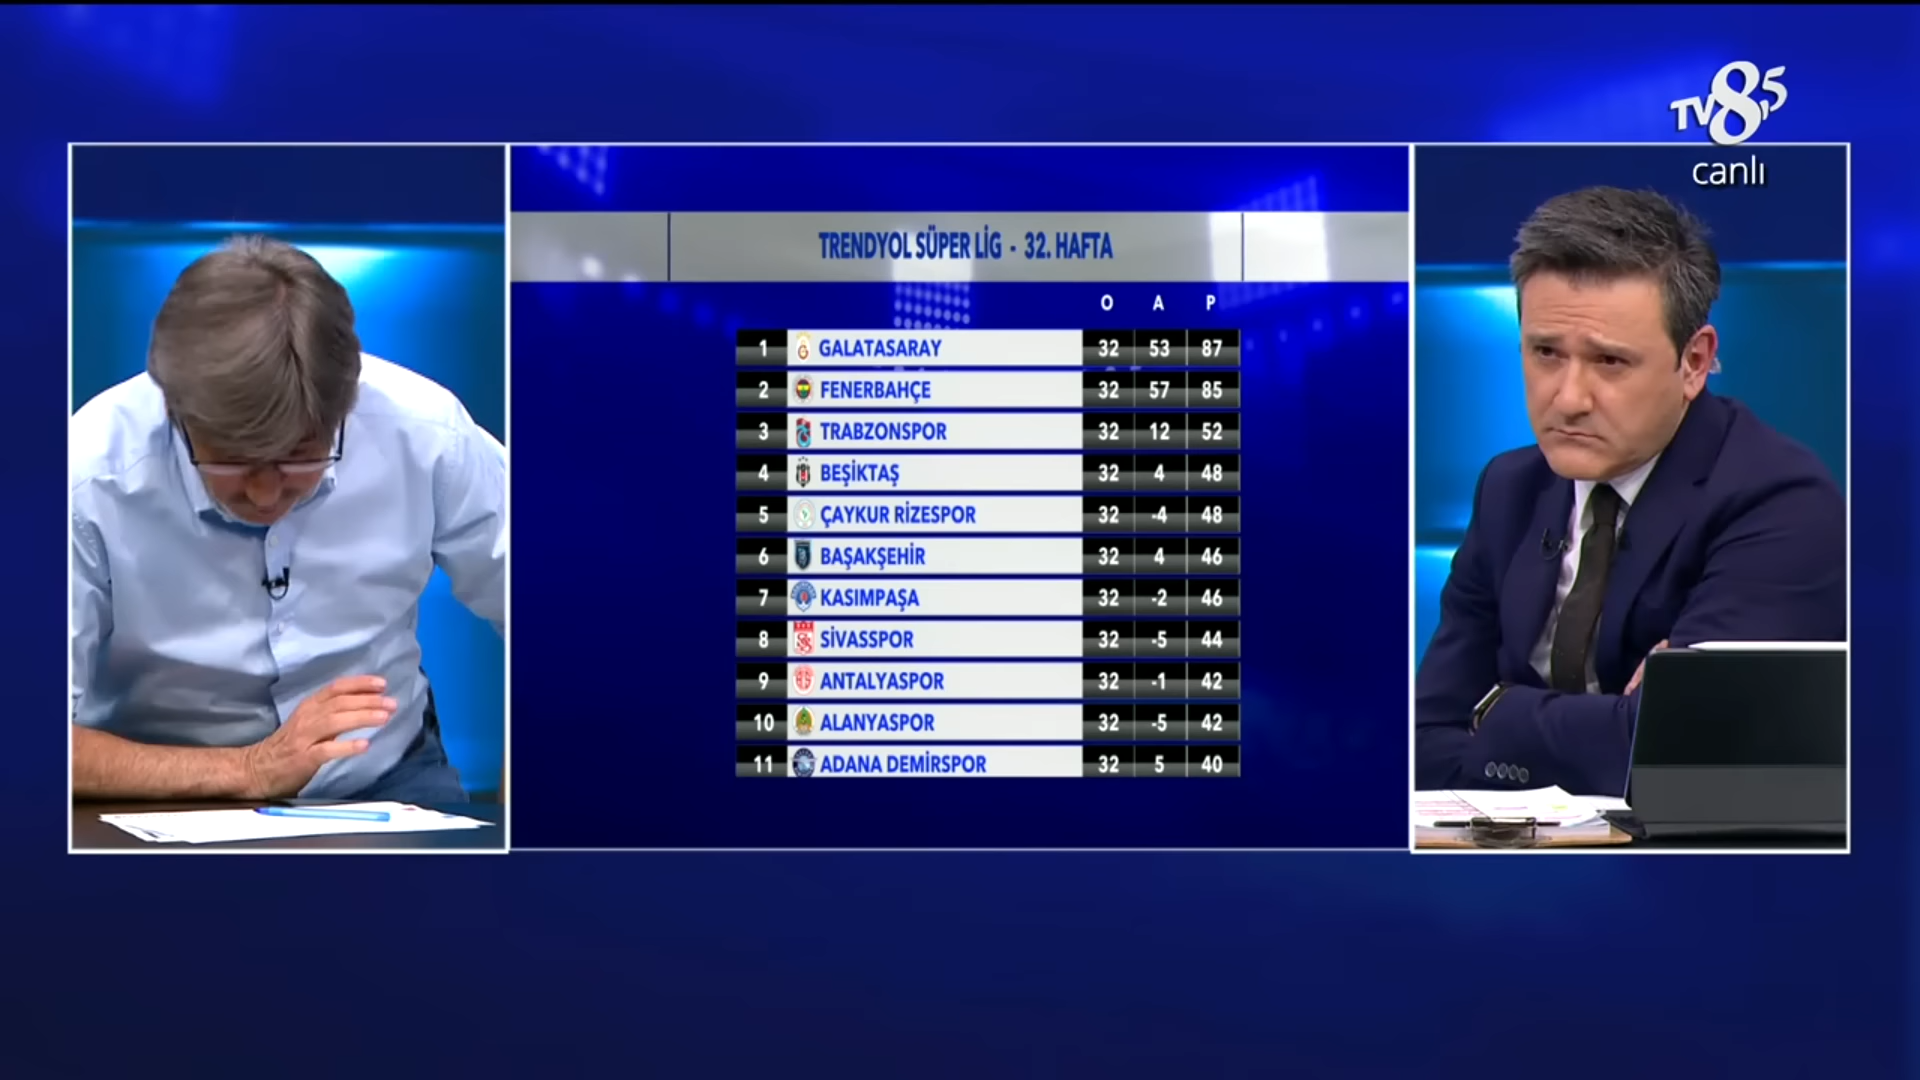 TV8,5
canlı
TRENDYOL SÜPER LİG - 32. HAFTA
O A P
1 GALATASARAY 32 53 87
2 FENERBAHÇE 32 57 85
3 TRABZONSPOR 32 12 52
4 BEŞİKTAŞ 32 4 48
5 ÇAYKUR RİZESPOR 32 -4 48
6 BAŞAKŞEHİR 32 4 46
7 KASIMPAŞA 32 -2 46
8 SİVASSPOR 32 -5 44
9 ANTALYASPOR 32 -1 42
10 ALANYASPOR 32 -5 42
11 ADANA DEMİRSPOR 32 5 40